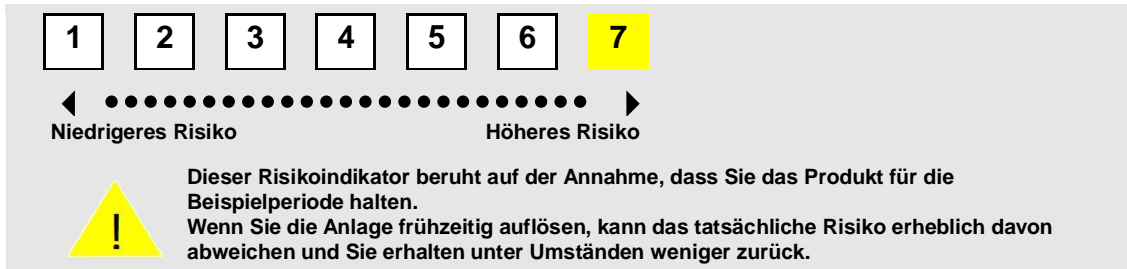 1 2 3 4 5 6 7
Niedrigeres Risiko Höheres Risiko
Dieser Risikoindikator beruht auf der Annahme, dass Sie das Produkt für die
Beispielperiode halten.
! Wenn Sie die Anlage frühzeitig auflösen, kann das tatsächliche Risiko erheblich davon
abweichen und Sie erhalten unter Umständen weniger zurück.